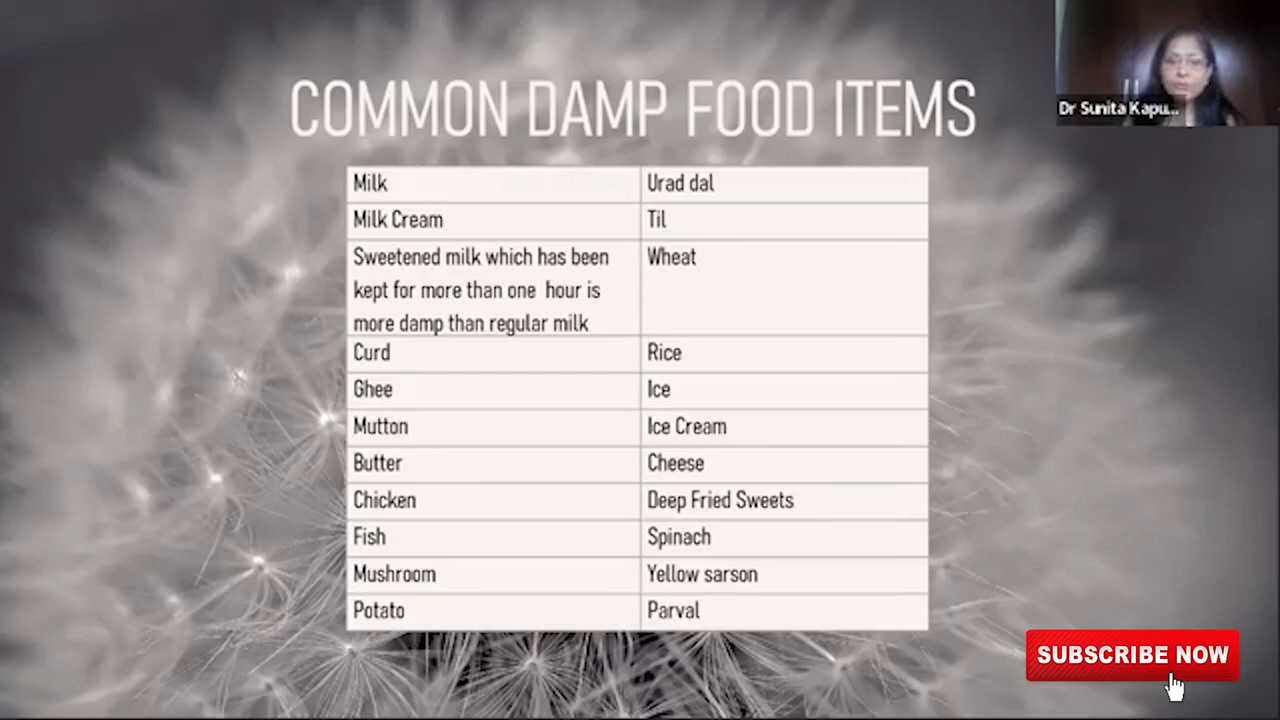 COMMON DAMP FOOD ITEMS
Dr Sunita Kapu...
Milk
Urad dal
Milk Cream
Til
Sweetened milk which has been
kept for more than one hour is
more damp than regular milk
Wheat
Curd
Rice
Ghee
Ice
Mutton
Ice Cream
Butter
Cheese
Chicken
Deep Fried Sweets
Fish
Spinach
Mushroom
Yellow sarson
Potato
Parval
SUBSCRIBE NOW